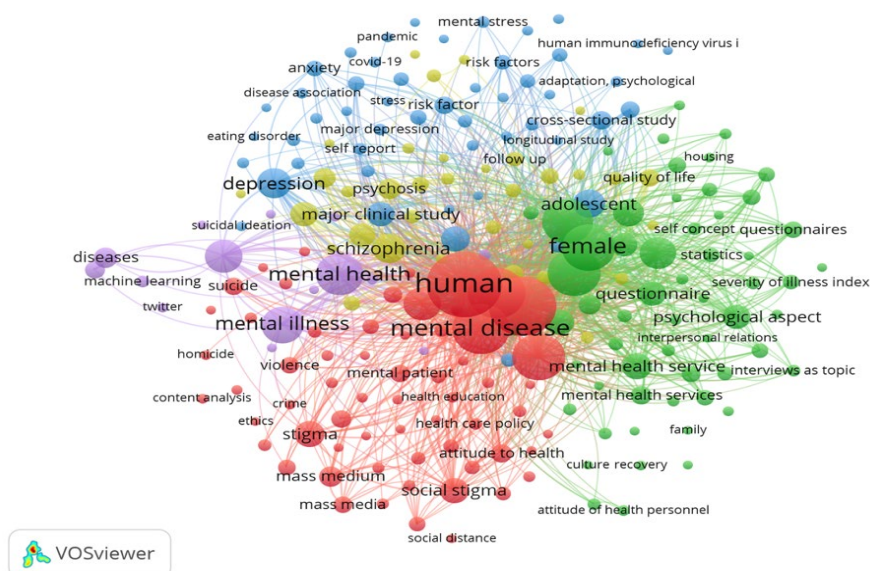 mental stress
pandemic
human immunodeficiency virus i
covid-19
risk factors
anxiety
adaptation, psychological
disease association
stress
risk factor
cross-sectional study
major depression
eating disorder
longitudinal study
self report
follow up
housing
quality of life
depression
psychosis
adolescent
major clinical study
suicidal ideation
self concept
questionnaires
schizophrenia
female
statistics
diseases
mental health
human
machine learning
suicide
severity of illness index
questionnaire
twitter
psychological aspect
mental illness
mental disease
interpersonal relations
homicide
violence
mental patient
mental health service
interviews as topic
content analysis
crime
health education
mental health services
ethics
health care policy
family
stigma
attitude to health
culture
recovery
mass medium
social stigma
mass media
attitude of health personnel
social distance
VOSviewer